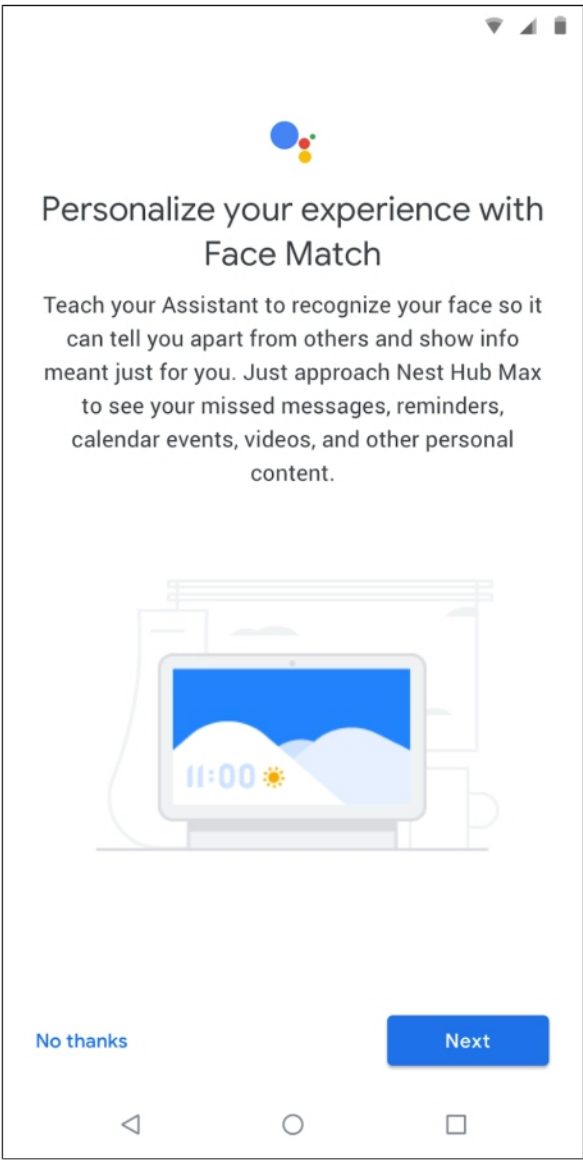 Personalize your experience with
Face Match
Teach your Assistant to recognize your face so it
can tell you apart from others and show info
meant just for you. Just approach Nest Hub Max
to see your missed messages, reminders,
calendar events, videos, and other personal
content.
11:00
No thanks
Next